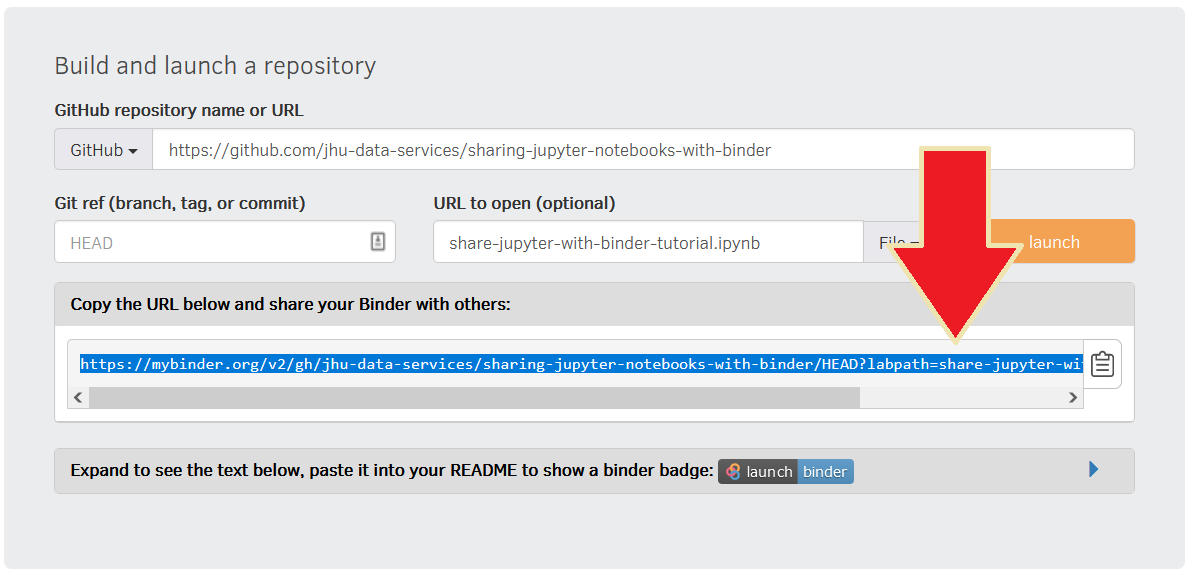 Build and launch a repository
GitHub repository name or URL
GitHub https://github.com/jhu-data-services/sharing-jupyter-notebooks-with-binder
Git ref (branch, tag, or commit) URL to open (optional)
HEAD share-jupyter-with-binder-tutorial.ipynb File launch
Copy the URL below and share your Binder with others:
https://mybinder.org/v2/gh/jhu-data-services/sharing-jupyter-notebooks-with-binder/HEAD?labpath=share-jupyter-wi
Expand to see the text below, paste it into your README to show a binder badge: launch binder